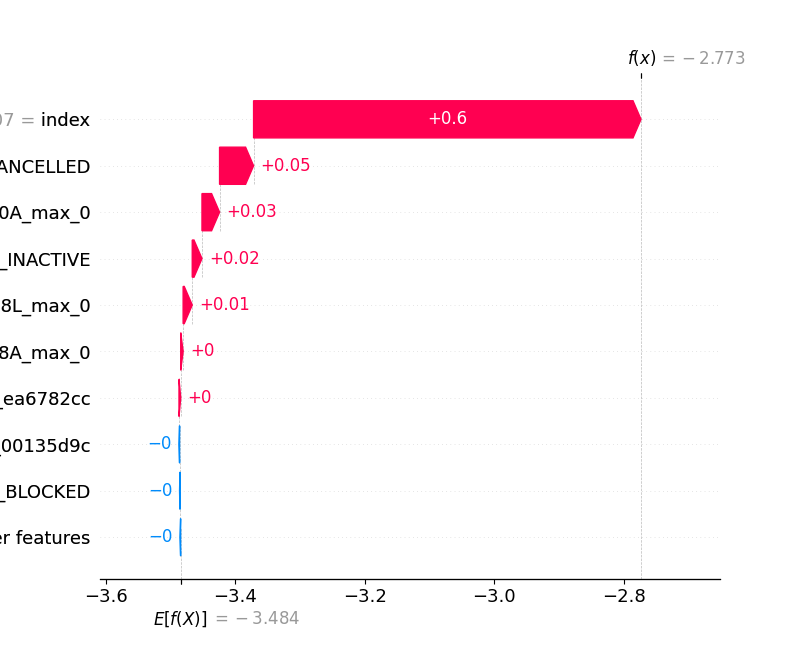 f(x) = −2.773
07 = index
+0.6
ANCELLED
+0.05
0A_max_0
+0.03
_INACTIVE
+0.02
8L_max_0
+0.01
8A_max_0
+0
_ea6782cc
+0
00135d9c
−0
_BLOCKED
−0
er features
−0
−3.6 −3.4 −3.2 −3.0 −2.8
E[f(X)] = −3.484